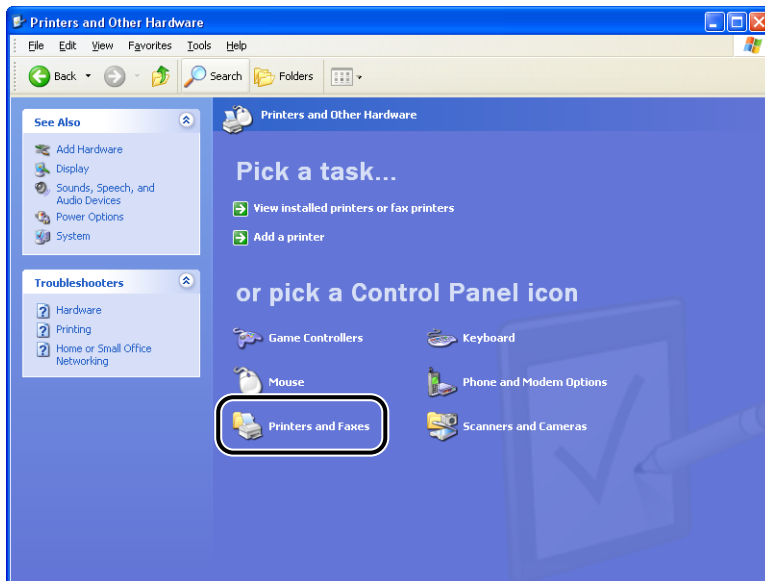 Printers and Other Hardware
File Edit View Favorites Tools Help
Back Search Folders
See Also
Add Hardware
Display
Sounds, Speech, and
Audio Devices
Power Options
System
Troubleshooters
Hardware
Printing
Home or Small Office
Networking
Printers and Other Hardware
Pick a task...
View installed printers or fax printers
Add a printer
or pick a Control Panel icon
Game Controllers
Keyboard
Mouse
Phone and Modem Options
Printers and Faxes
Scanners and Cameras